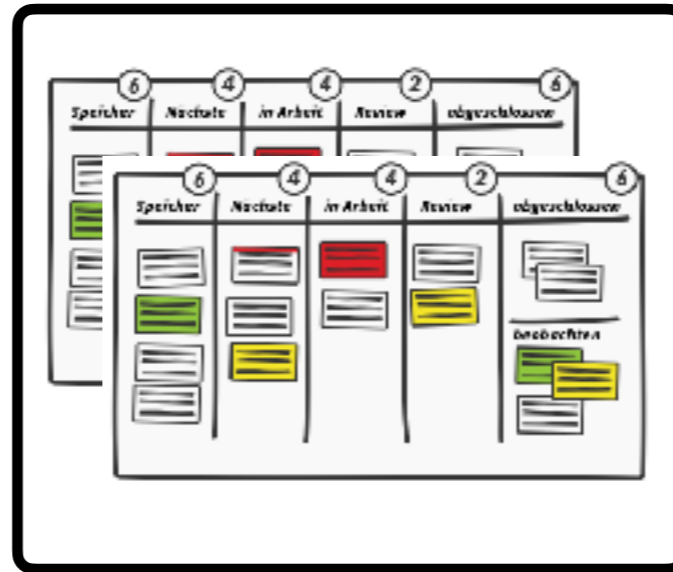 6 4 4 2 6
Speicher Nächste in Arbeit Review abgeschlossen
6 4 4 2 6
Speicher Nächste in Arbeit Review abgeschlossen
beobachten